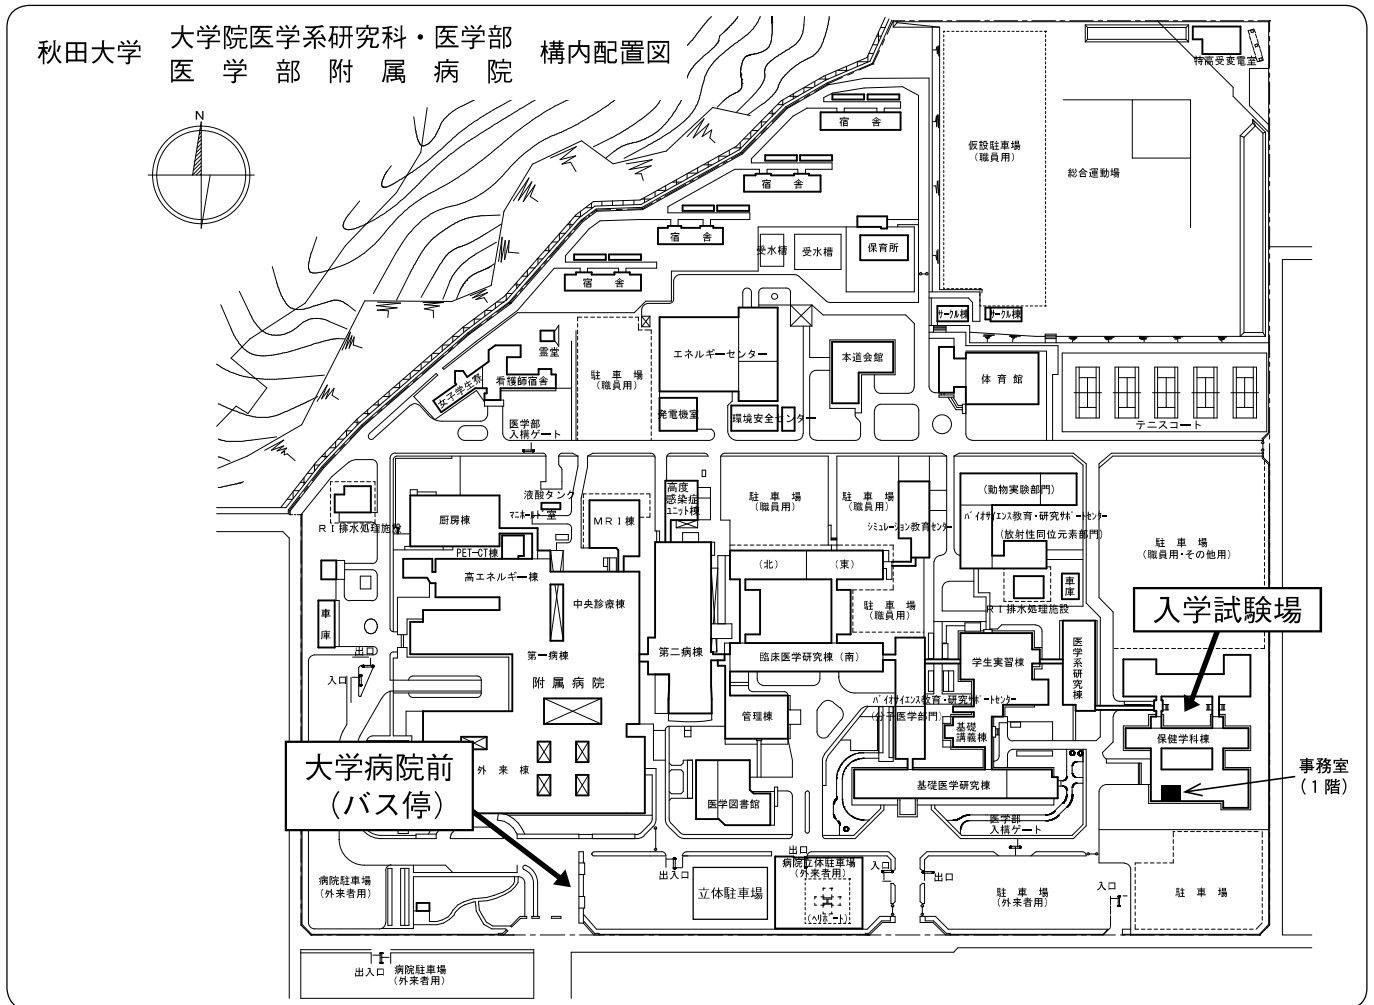 秋田大学 大学院医学系研究科・医学部 構内配置図
医学部附属病院
N
特高受変電室
宿舎
仮設駐車場
(職員用)
総合運動場
宿舎
宿舎
受水槽
受水槽
保育所
宿舎
サークル棟
サークル棟
霊堂
エネルギーセンター
本道会館
女子学生寮
看護師宿舎
駐車場
(職員用)
体育館
発電機室
環境安全センター
テニスコート
医学部
入構ゲート
RI排水処理施設
厨房棟
液酸タンク
マニホールド室
MRI棟
高度
感染症
ユニット棟
駐車場
(職員用)
駐車場
(職員用)
シミュレーション教育センター
(動物実験部門)
バイオサイエンス教育・研究サポートセンター
(放射性同位元素部門)
駐車場
(職員用・その他用)
PET-CT棟
高エネルギー棟
中央診療棟
(北)
(東)
駐車場
(職員用)
車庫
RI排水処理施設
入学試験場
車庫
出口
入口
第一病棟
附属病院
第二病棟
臨床医学研究棟(南)
学生実習棟
医学系研究棟
バイオサイエンス教育・研究サポートセンター
(分子医学部門)
管理棟
基礎
講義棟
保健学科棟
大学病院前
(バス停)
外来棟
医学図書館
基礎医学研究棟
事務室
(1階)
医学部
入構ゲート
病院駐車場
(外来者用)
出入口
立体駐車場
出口
病院立体駐車場
(外来者用)
(ヘリポート)
入口
出口
駐車場
(外来者用)
入口
駐車場
出入口
病院駐車場
(外来者用)